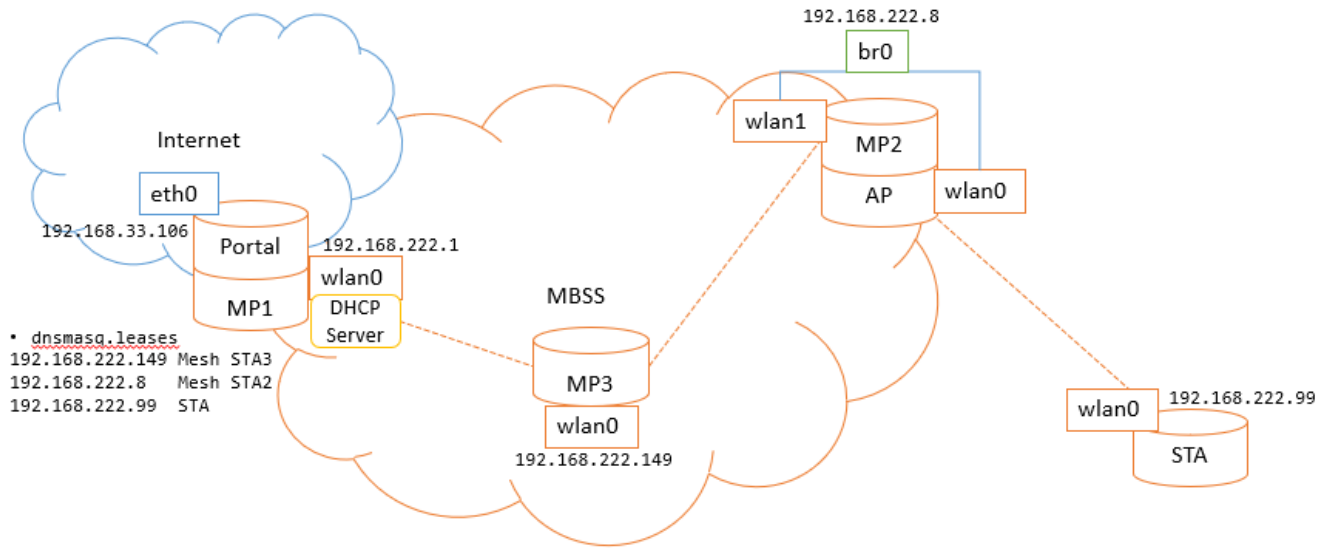 192.168.222.8
br0
wlan1
MP2
AP
wlan0
Internet
eth0
192.168.33.106
Portal
192.168.222.1
wlan0
MP1
DHCP
Server
MBSS
• dnsmasq.leases
192.168.222.149 Mesh STA3
192.168.222.8 Mesh STA2
192.168.222.99 STA
MP3
wlan0
192.168.222.149
wlan0
192.168.222.99
STA